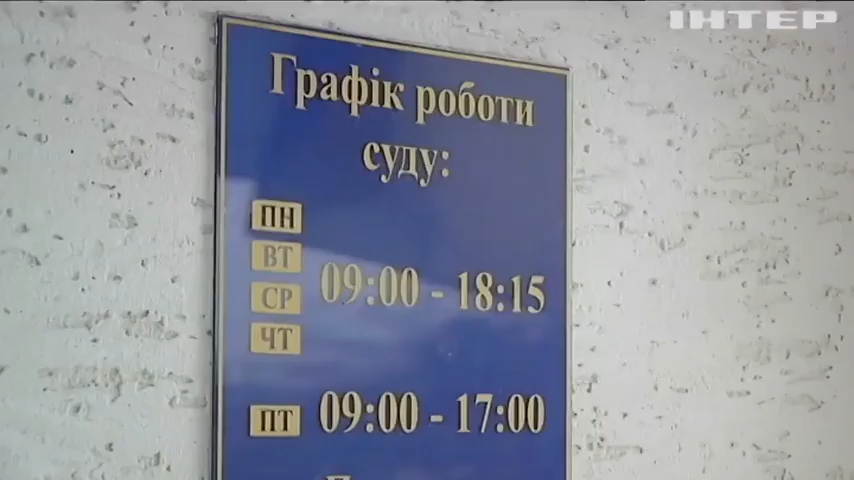 ІНТЕР
Графік роботи
суду:
ПН
ВТ
СР
ЧТ
09:00 - 18:15
ПТ
09:00 - 17:00